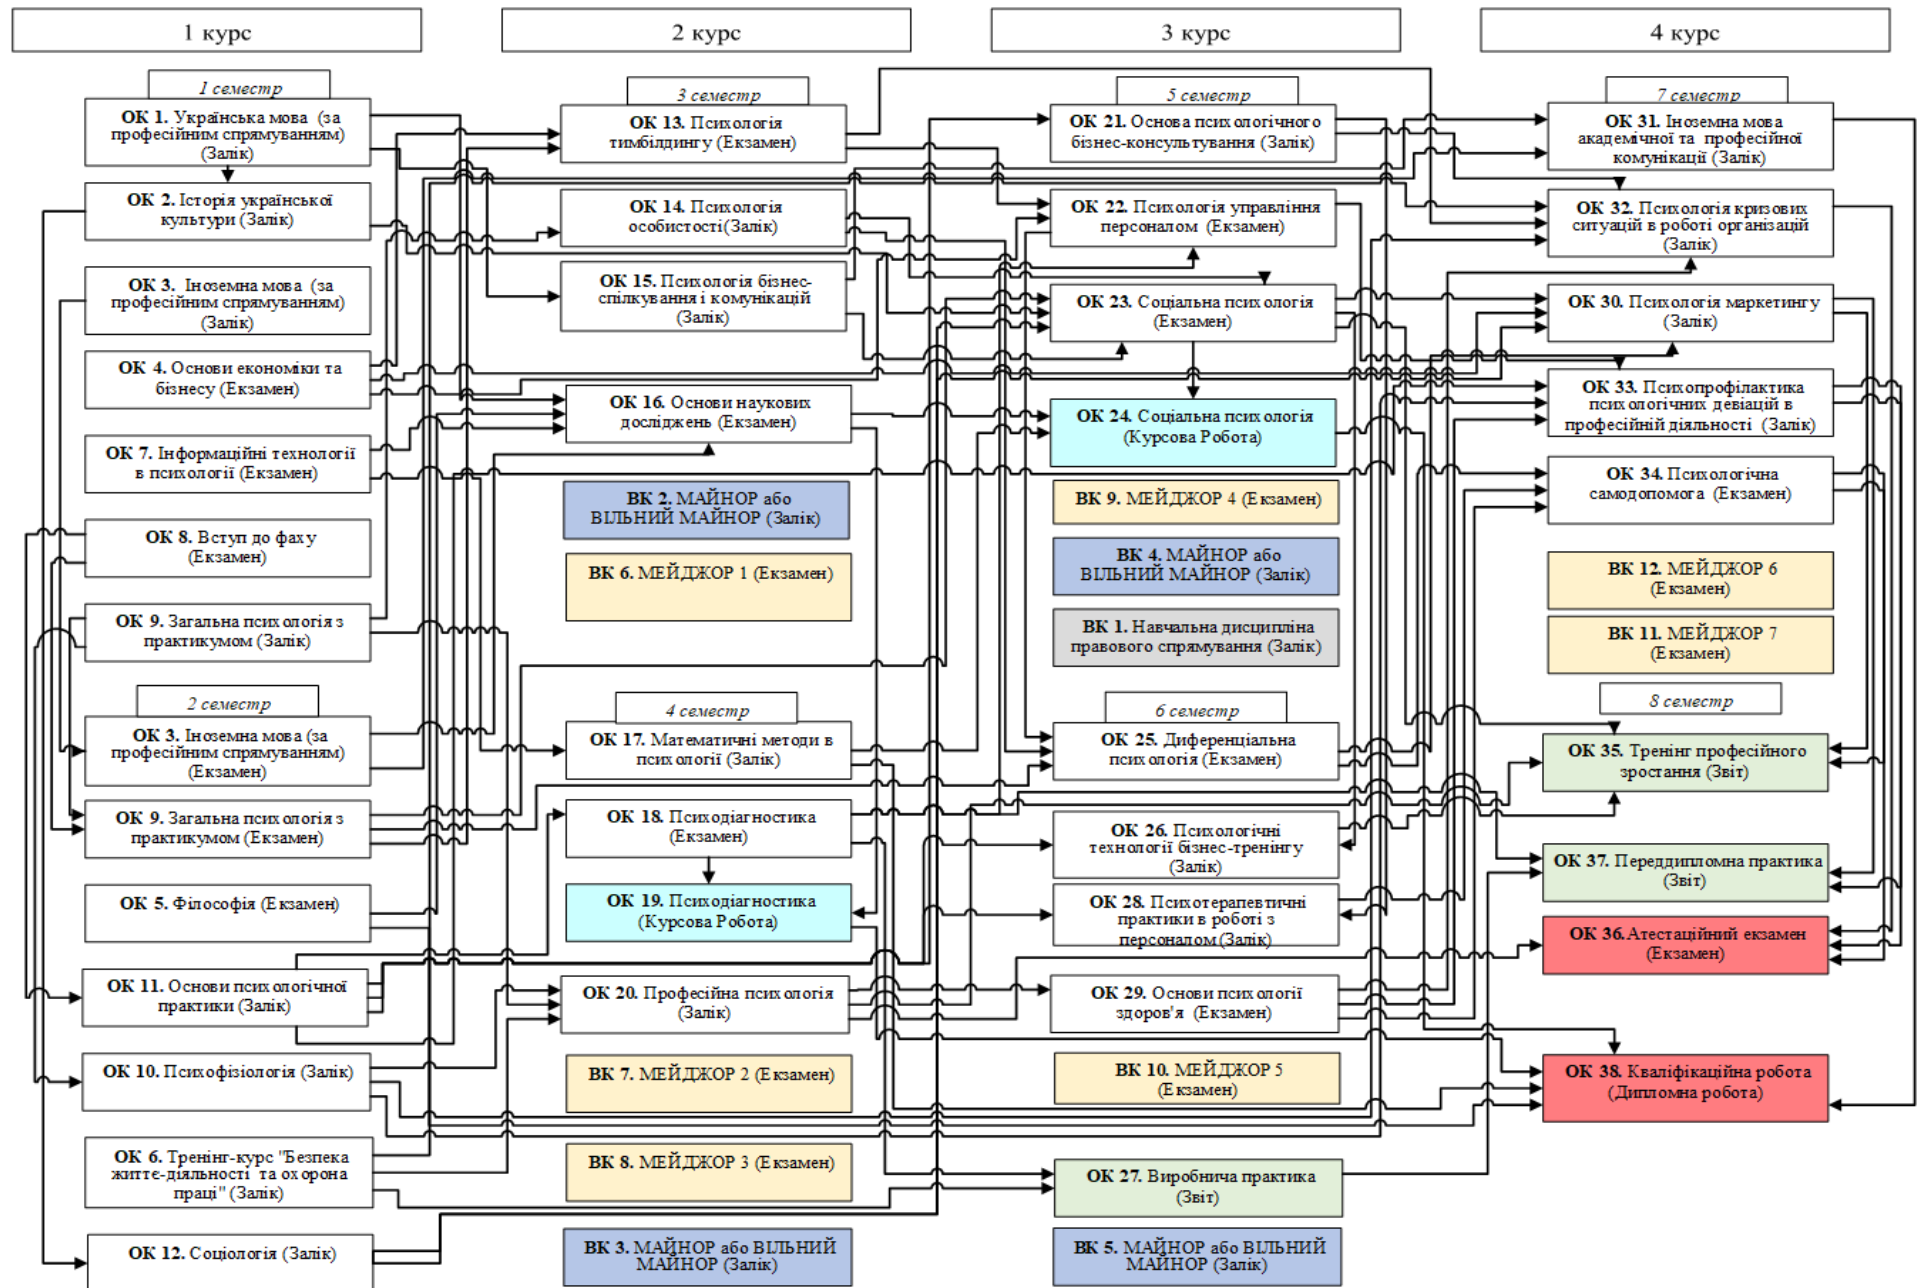 1 курс
2 курс
3 курс
4 курс
1 семестр
ОК 1. Українська мова (за
професійним спрямуванням)
(Залік)
ОК 2. Історія української
культури (Залік)
ОК 3. Іноземна мова (за
професійним спрямуванням)
(Залік)
ОК 4. Основи економіки та
бізнесу (Екзамен)
ОК 7. Інформаційні технології
в психології (Екзамен)
ОК 8. Вступ до фаху
(Екзамен)
ОК 9. Загальна психологія з
практикумом (Залік)
2 семестр
ОК 3. Іноземна мова (за
професійним спрямуванням)
(Екзамен)
ОК 9. Загальна психологія з
практикумом (Екзамен)
ОК 5. Філософія (Екзамен)
ОК 11. Основи психологічної
практики (Залік)
ОК 10. Психофізіологія (Залік)
ОК 6. Тренінг-курс "Безпека
життє-діяльності та охорона
праці" (Залік)
ОК 12. Соціологія (Залік)
3 семестр
ОК 13. Психологія
тимбілдингу (Екзамен)
ОК 14. Психологія
особистості(Залік)
ОК 15. Психологія бізнес-
спілкування і комунікацій
(Залік)
ОК 16. Основи наукових
досліджень (Екзамен)
ВК 2. МАЙНОР або
ВІЛЬНИЙ МАЙНОР (Залік)
ВК 6. МЕЙДЖОР 1 (Екзамен)
4 семестр
ОК 17. Математичні методи в
психології (Залік)
ОК 18. Психодіагностика
(Екзамен)
ОК 19. Психодіагностика
(Курсова Робота)
ОК 20. Професійна психологія
(Залік)
ВК 7. МЕЙДЖОР 2 (Екзамен)
ВК 8. МЕЙДЖОР 3 (Екзамен)
ВК 3. МАЙНОР або ВІЛЬНИЙ
МАЙНОР (Залік)
5 семестр
ОК 21. Основа психологічного
бізнес-консультування (Залік)
ОК 22. Психологія управління
персоналом (Екзамен)
ОК 23. Соціальна психологія
(Екзамен)
ОК 24. Соціальна психологія
(Курсова Робота)
ВК 9. МЕЙДЖОР 4 (Екзамен)
ВК 4. МАЙНОР або
ВІЛЬНИЙ МАЙНОР (Залік)
ВК 1. Навчальна дисципліна
правового спрямування (Залік)
6 семестр
ОК 25. Диференціальна
психологія (Екзамен)
ОК 26. Психологічні
технології бізнес-тренінгу
(Залік)
ОК 28. Психотерапевтичні
практики в роботі з
персоналом (Залік)
ОК 29. Основи психології
здоров'я (Екзамен)
ВК 10. МЕЙДЖОР 5
(Екзамен)
ОК 27. Виробнича практика
(Звіт)
ВК 5. МАЙНОР або ВІЛЬНИЙ
МАЙНОР (Залік)
7 семестр
ОК 31. Іноземна мова
академічної та професійної
комунікації (Залік)
ОК 32. Психологія кризових
ситуацій в роботі організацій
(Залік)
ОК 30. Психологія маркетингу
(Залік)
ОК 33. Психопрофілактика
психологічних девіацій в
професійній діяльності (Залік)
ОК 34. Психологічна
самодопомога (Екзамен)
ВК 12. МЕЙДЖОР 6
(Екзамен)
ВК 11. МЕЙДЖОР 7
(Екзамен)
8 семестр
ОК 35. Тренінг професійного
зростання (Звіт)
ОК 37. Переддипломна практика
(Звіт)
ОК 36.Атестаційний екзамен
(Екзамен)
ОК 38. Кваліфікаційна робота
(Дипломна робота)